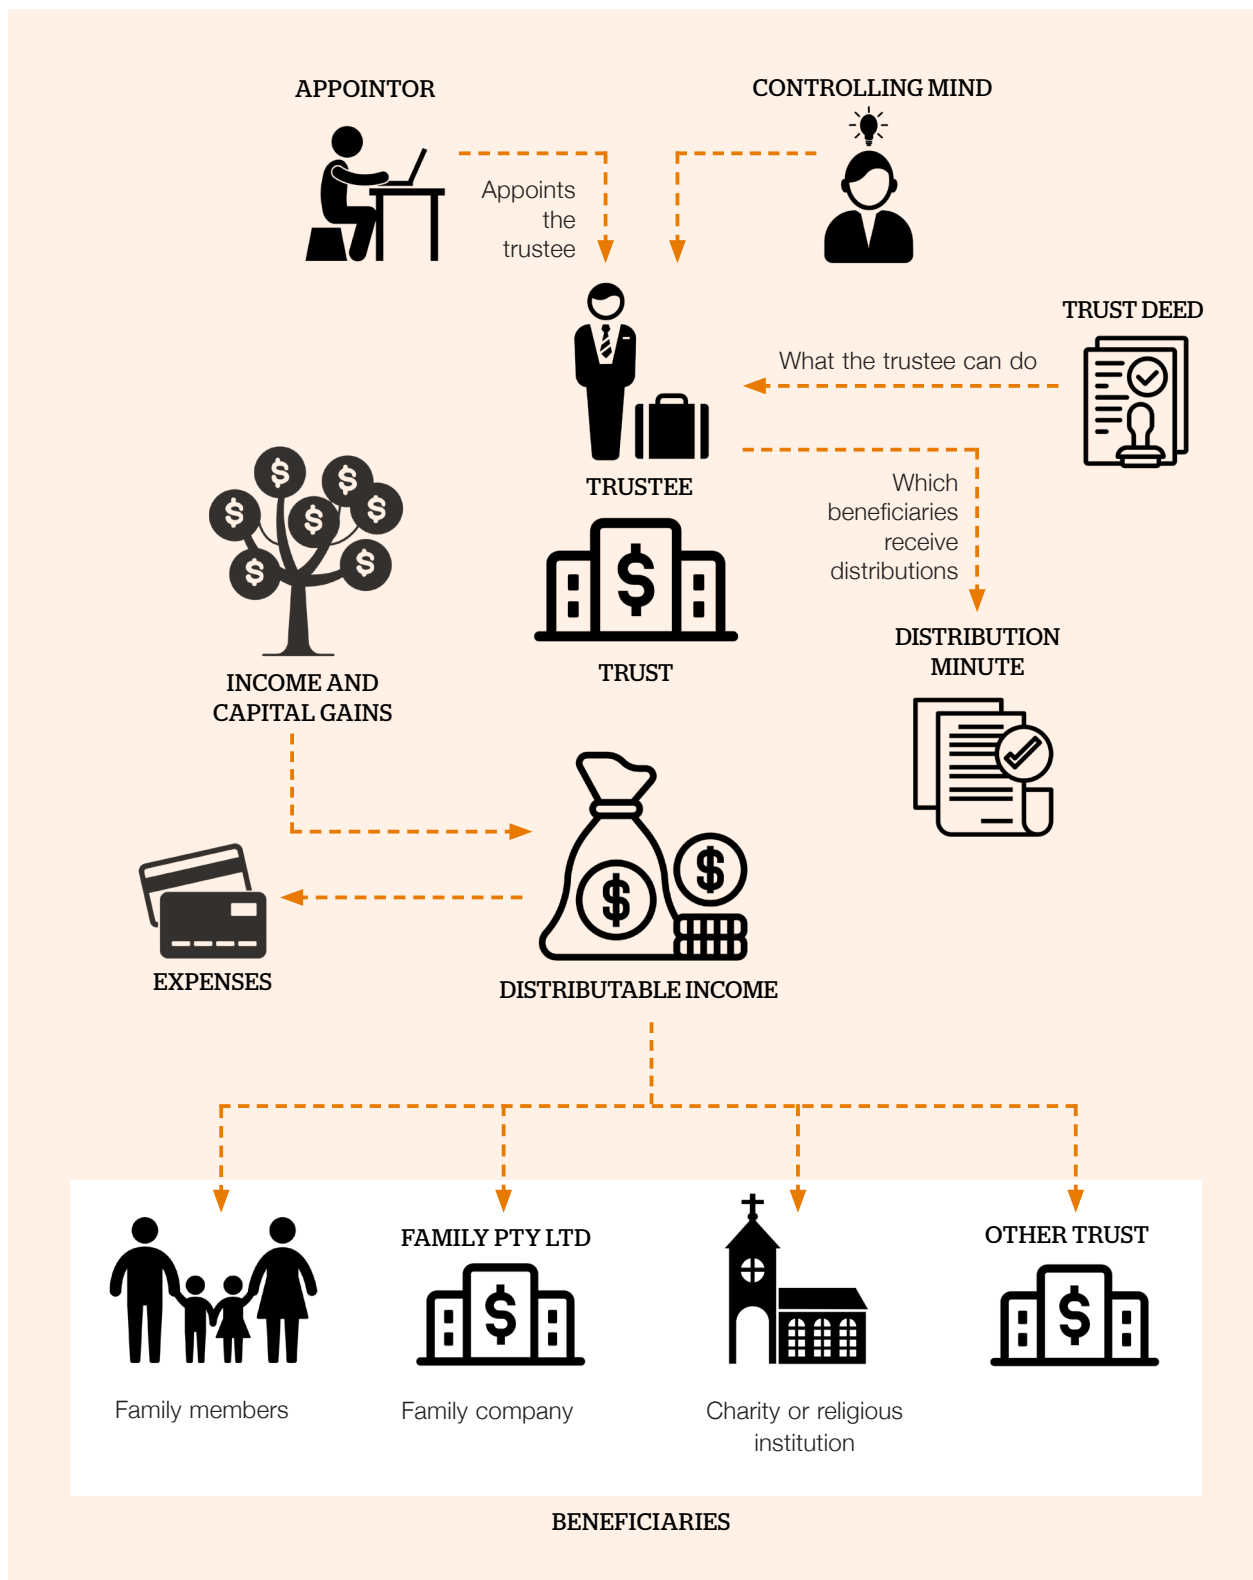 APPOINTOR
CONTROLLING MIND
Appoints
the
trustee
TRUST DEED
What the trustee can do
TRUSTEE
Which
beneficiaries
receive
distributions
TRUST
DISTRIBUTION
MINUTE
INCOME AND
CAPITAL GAINS
EXPENSES
DISTRIBUTABLE INCOME
FAMILY PTY LTD
OTHER TRUST
Family members
Family company
Charity or religious
institution
BENEFICIARIES